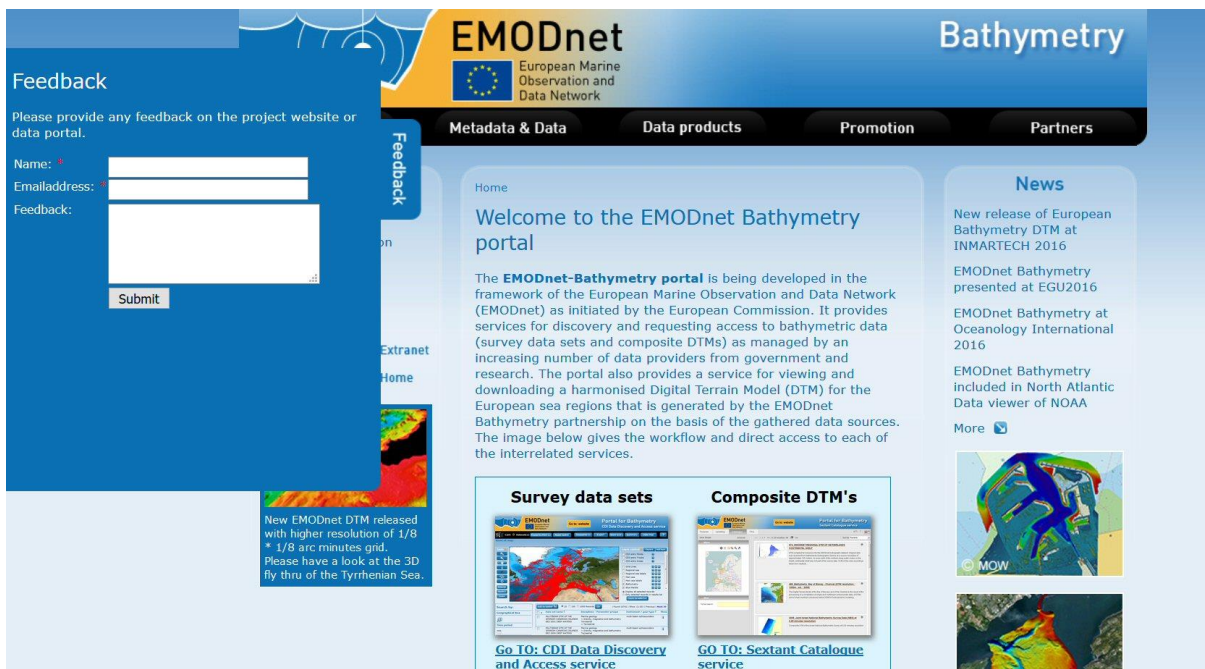 EMODnet
European Marine
Observation and
Data Network
Bathymetry
Metadata & Data
Data products
Promotion
Partners
Feedback
Please provide any feedback on the project website or
data portal.
Name: *
Emailaddress: *
Feedback:
Submit
Feedback
Extranet
Home
New EMODnet DTM released
with higher resolution of 1/8
* 1/8 arc minutes grid.
Please have a look at the 3D
fly thru of the Tyrrhenian Sea.
Home
Welcome to the EMODnet Bathymetry
portal
The EMODnet-Bathymetry portal is being developed in the
framework of the European Marine Observation and Data Network
(EMODnet) as initiated by the European Commission. It provides
services for discovery and requesting access to bathymetric data
(survey data sets and composite DTMs) as managed by an
increasing number of data providers from government and
research. The portal also provides a service for viewing and
downloading a harmonised Digital Terrain Model (DTM) for the
European sea regions that is generated by the EMODnet
Bathymetry partnership on the basis of the gathered data sources.
The image below gives the workflow and direct access to each of
the interrelated services.
Survey data sets
EMODnet
Portal for Bathymetry
Go TO: CDI Data Discovery
and Access service
Composite DTM's
EMODnet
Portal for Bathymetry
GO TO: Sextant Catalogue
service
News
New release of European
Bathymetry DTM at
INMARTECH 2016
EMODnet Bathymetry
presented at EGU2016
EMODnet Bathymetry at
Oceanology International
2016
EMODnet Bathymetry
included in North Atlantic
Data viewer of NOAA
More
© MOW